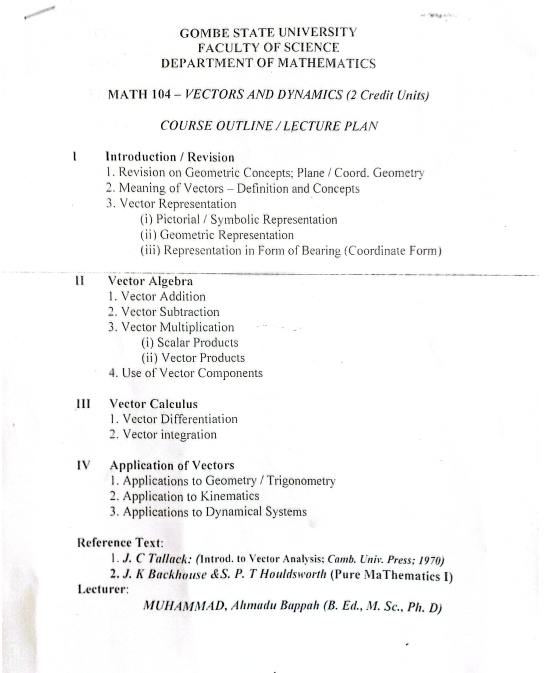 GOMBE STATE UNIVERSITY
FACULTY OF SCIENCE
DEPARTMENT OF MATHEMATICS
MATH 104 – VECTORS AND DYNAMICS (2 Credit Units)
COURSE OUTLINE / LECTURE PLAN
I Introduction / Revision
1. Revision on Geometric Concepts; Plane / Coord. Geometry
2. Meaning of Vectors – Definition and Concepts
3. Vector Representation
(i) Pictorial / Symbolic Representation
(ii) Geometric Representation
(iii) Representation in Form of Bearing (Coordinate Form)
II Vector Algebra
1. Vector Addition
2. Vector Subtraction
3. Vector Multiplication
(i) Scalar Products
(ii) Vector Products
4. Use of Vector Components
III Vector Calculus
1. Vector Differentiation
2. Vector integration
IV Application of Vectors
1. Applications to Geometry / Trigonometry
2. Application to Kinematics
3. Applications to Dynamical Systems
Reference Text:
1. J. C Tallack: (Introd. to Vector Analysis; Camb. Univ. Press; 1970)
2. J. K Backhouse &S. P. T Houldsworth (Pure MaThematics I)
Lecturer:
MUHAMMAD, Ahmadu Bappah (B. Ed., M. Sc., Ph. D)